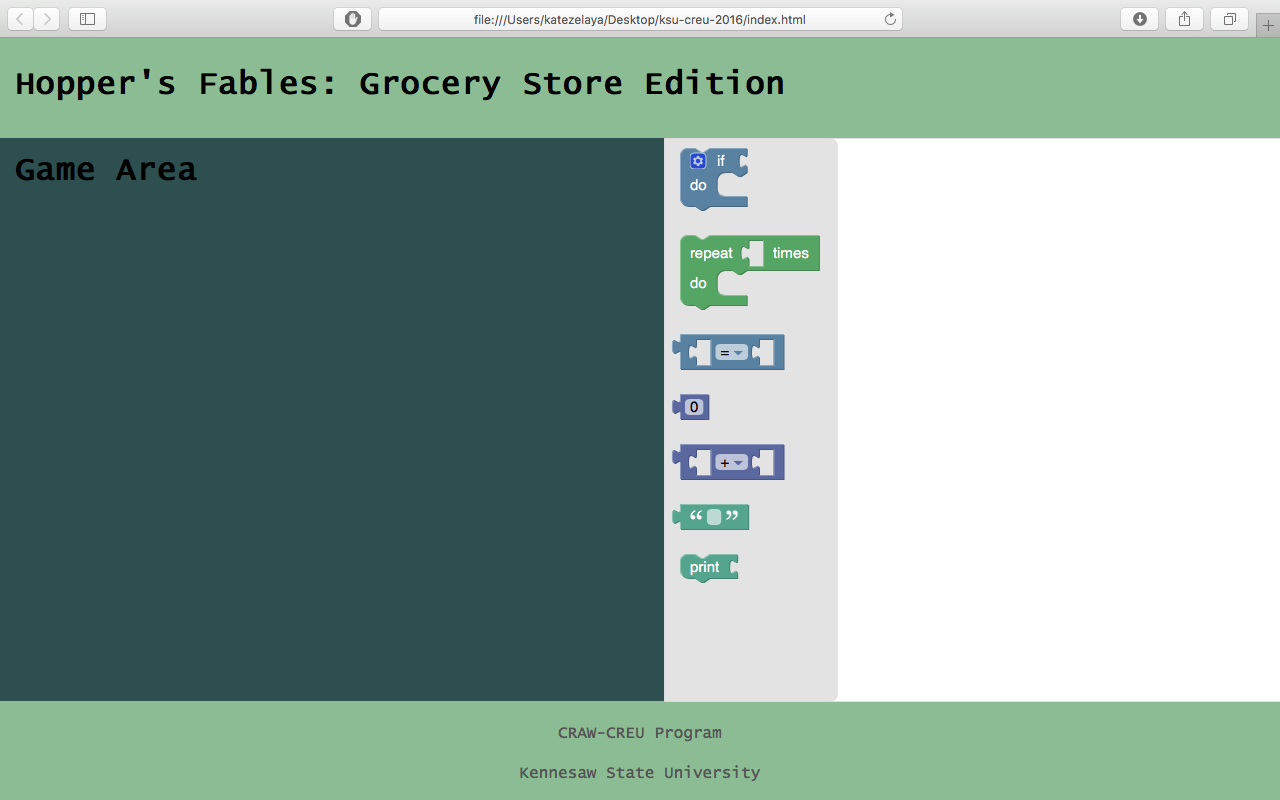 file:///Users/katezelaya/Desktop/ksu-creu-2016/index.html
Hopper's Fables: Grocery Store Edition
Game Area
if
do
repeat times
do
=
0
+
“ ”
print
CRAW-CREU Program
Kennesaw State University